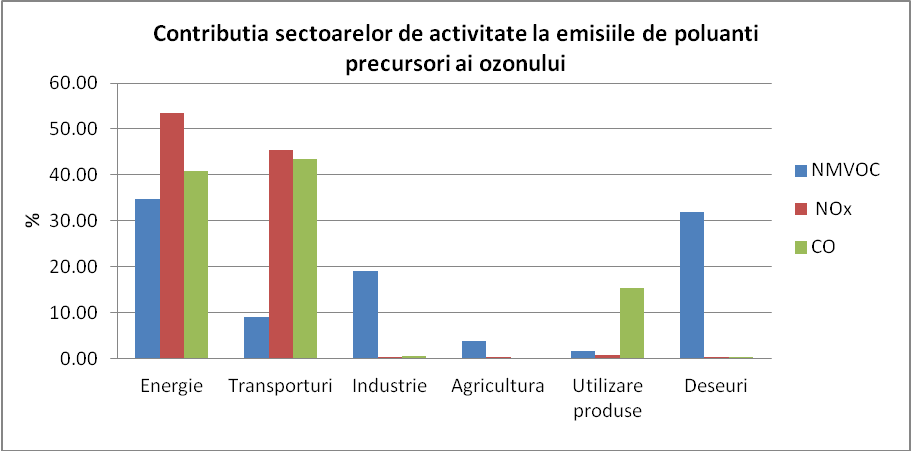 Contributia sectoarelor de activitate la emisiile de poluanti
precursori ai ozonului
60.00
50.00
40.00
30.00
20.00
10.00
0.00
%
Energie
Transporturi
Industrie
Agricultura
Utilizare
produse
Deseuri
NMVOC
NOx
CO